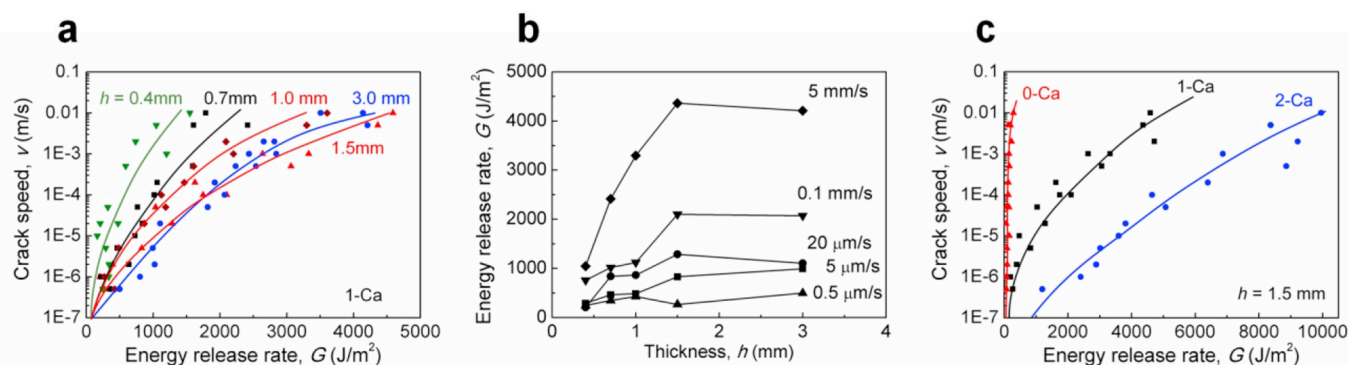 a
b
c
0.1
0.01
1E-3
1E-4
1E-5
1E-6
1E-7
Crack speed, v (m/s)
h = 0.4mm
0.7mm
1.0 mm
3.0 mm
1.5mm
1-Ca
0 1000 2000 3000 4000 5000
Energy release rate, G (J/m²)
5000
4000
3000
2000
1000
0
Energy release rate, G (J/m²)
5 mm/s
0.1 mm/s
20 μm/s
5 μm/s
0.5 μm/s
0 1 2 3 4
Thickness, h (mm)
0.1
0.01
1E-3
1E-4
1E-5
1E-6
1E-7
Crack speed, v (m/s)
0-Ca
1-Ca
2-Ca
h = 1.5 mm
0 2000 4000 6000 8000 10000
Energy release rate, G (J/m²)